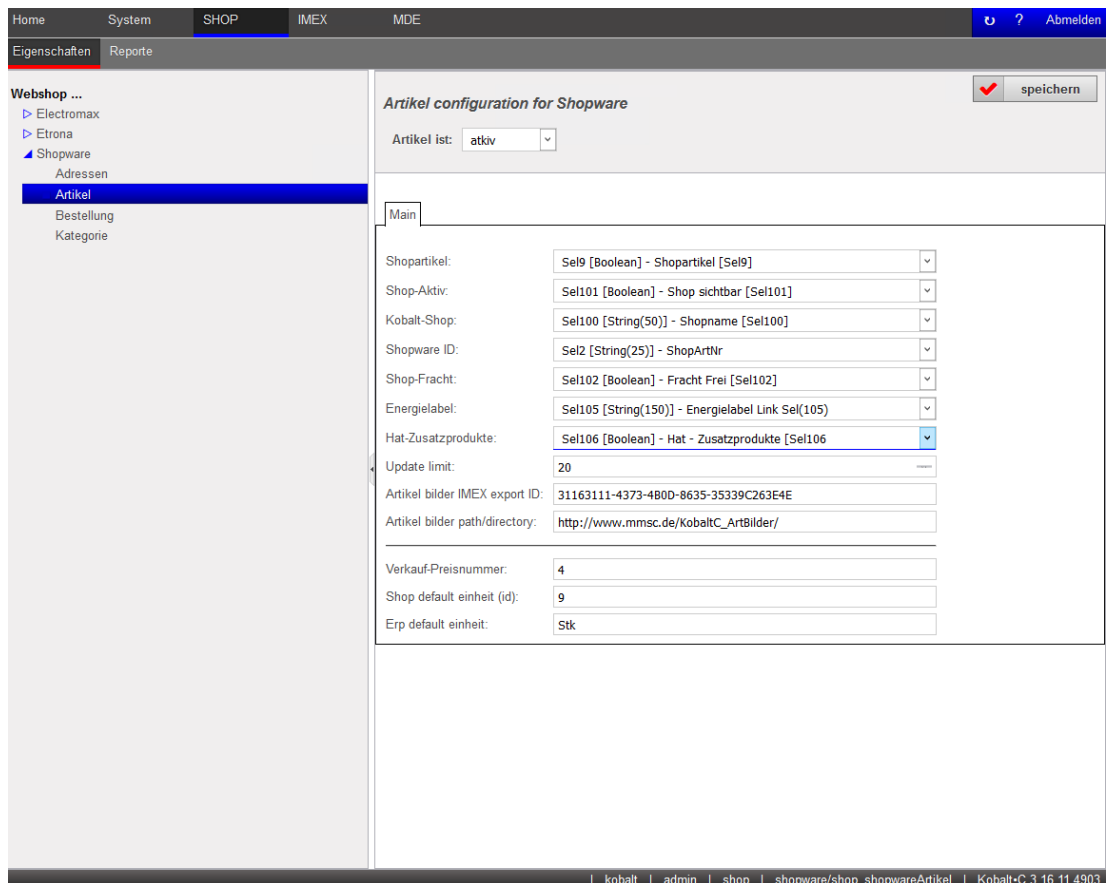 Home System SHOP IMEX MDE ? Abmelden
Eigenschaften Reporte
Webshop ...
Electromax
Etrona
Shopware
Adressen
Artikel
Bestellung
Kategorie
Artikel configuration for Shopware
speichern
Artikel ist: atkiv
Main
Shopartikel: Sel9 [Boolean] - Shopartikel [Sel9]
Shop-Aktiv: Sel101 [Boolean] - Shop sichtbar [Sel101]
Kobalt-Shop: Sel100 [String(50)] - Shopname [Sel100]
Shopware ID: Sel2 [String(25)] - ShopArtNr
Shop-Fracht: Sel102 [Boolean] - Fracht Frei [Sel102]
Energielabel: Sel105 [String(150)] - Energielabel Link Sel(105)
Hat-Zusatzprodukte: Sel106 [Boolean] - Hat - Zusatzprodukte [Sel106
Update limit: 20
Artikel bilder IMEX export ID: 31163111-4373-4B0D-8635-35339C263E4E
Artikel bilder path/directory: http://www.mmsc.de/KobaltC_ArtBilder/
Verkauf-Preisnummer: 4
Shop default einheit (id): 9
Erp default einheit: Stk
| kobalt | admin | shop | shopware/shop_shopwareArtikel | Kobalt•C 3.16.11.4903